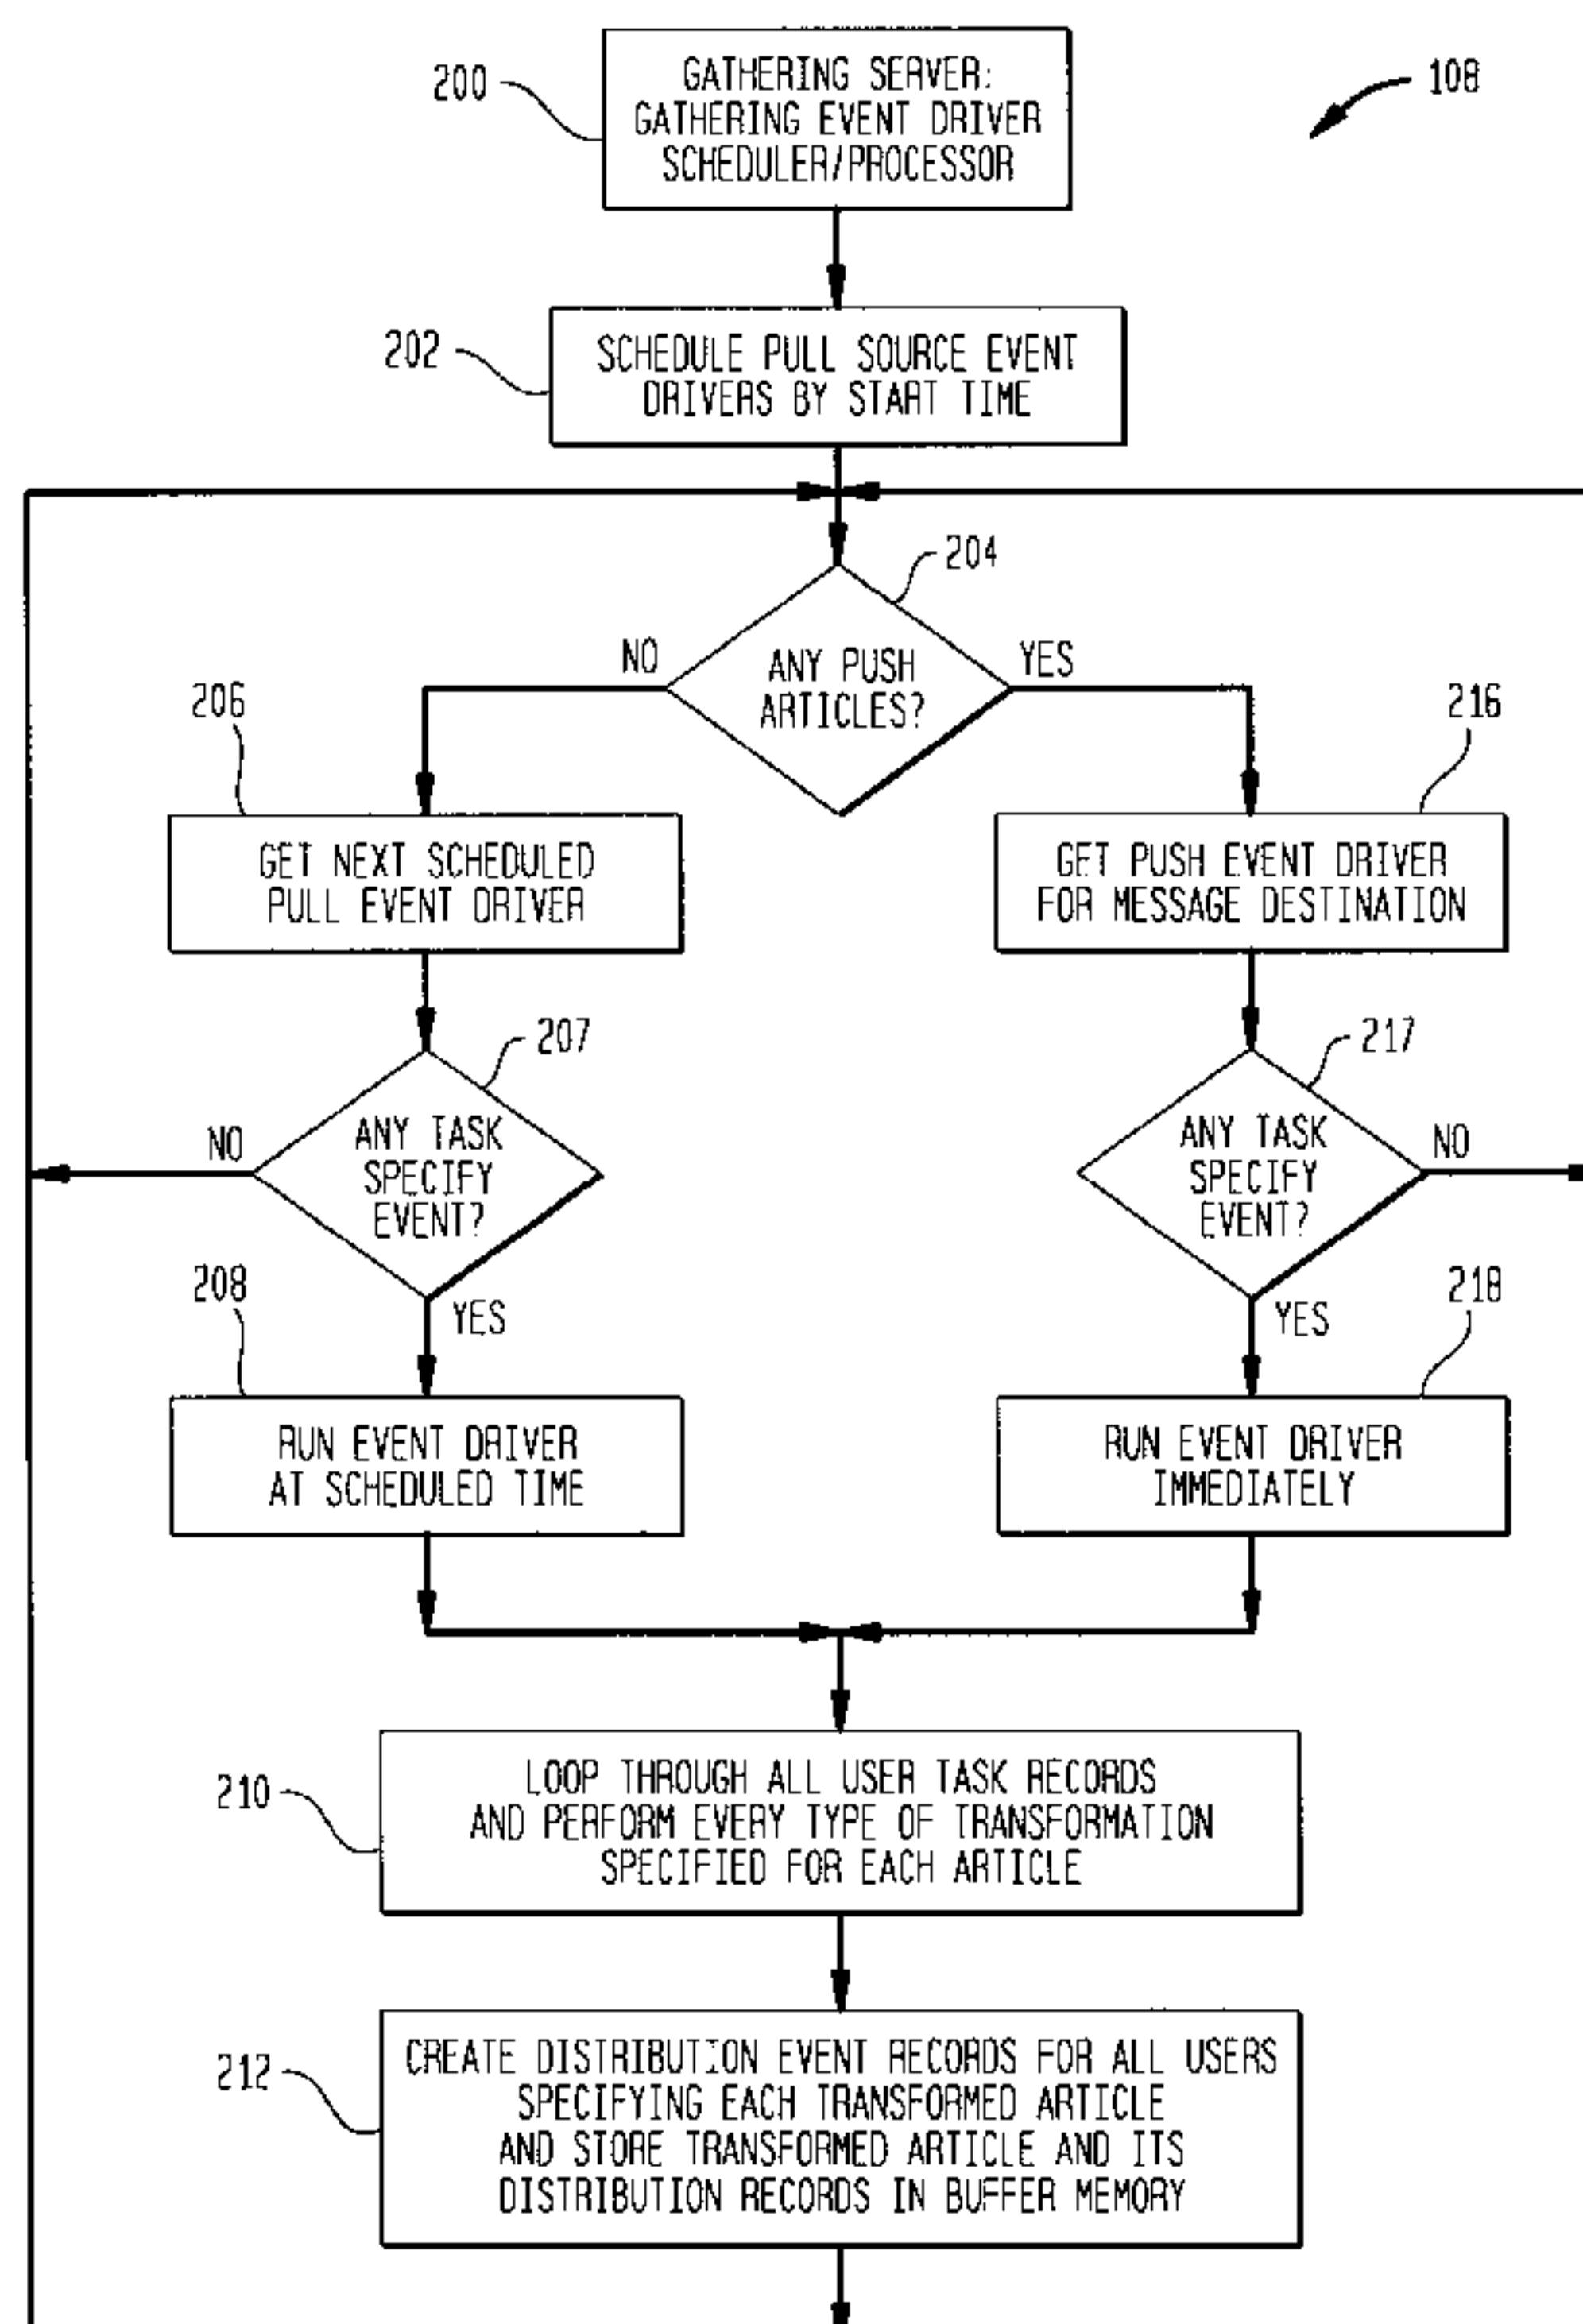 200
GATHERING SERVER:
GATHERING EVENT DRIVER
SCHEDULER/PROCESSOR
108
202
SCHEDULE PULL SOURCE EVENT
DRIVERS BY START TIME
204
NO
ANY PUSH
ARTICLES?
YES
206
216
GET NEXT SCHEDULED
PULL EVENT DRIVER
GET PUSH EVENT DRIVER
FOR MESSAGE DESTINATION
207
217
NO
ANY TASK
SPECIFY
EVENT?
ANY TASK
SPECIFY
EVENT?
NO
208
YES
YES
218
RUN EVENT DRIVER
AT SCHEDULED TIME
RUN EVENT DRIVER
IMMEDIATELY
210
LOOP THROUGH ALL USER TASK RECORDS
AND PERFORM EVERY TYPE OF TRANSFORMATION
SPECIFIED FOR EACH ARTICLE
212
CREATE DISTRIBUTION EVENT RECORDS FOR ALL USERS
SPECIFYING EACH TRANSFORMED ARTICLE
AND STORE TRANSFORMED ARTICLE AND ITS
DISTRIBUTION RECORDS IN BUFFER MEMORY